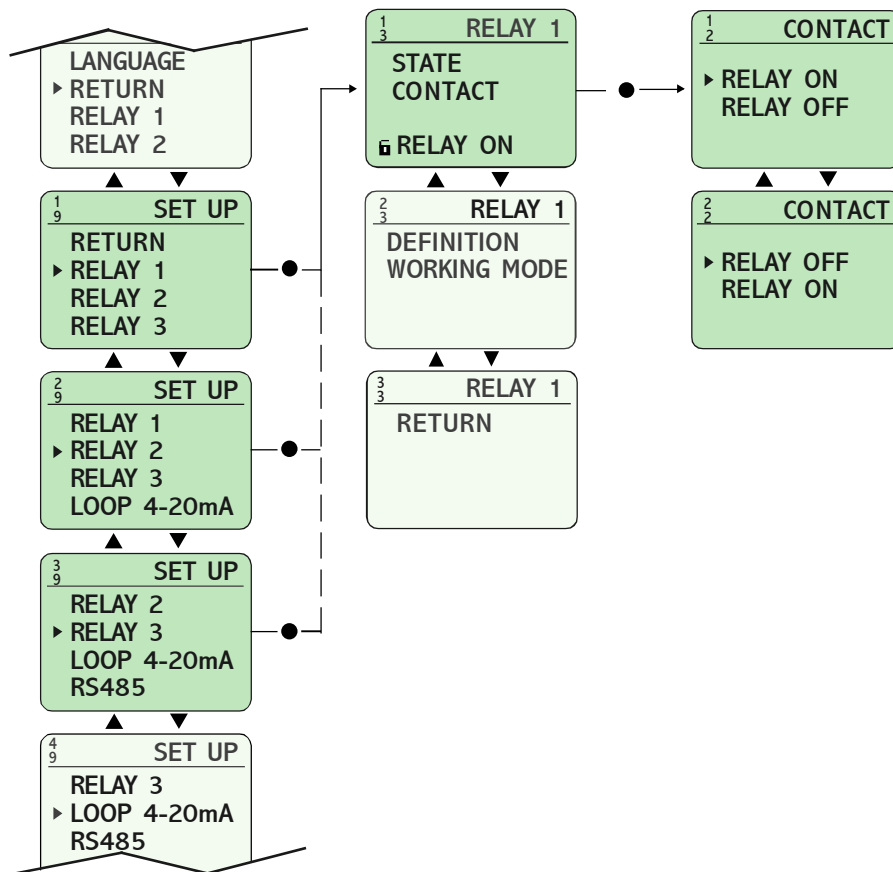 LANGUAGE
RETURN
RELAY 1
RELAY 2
1
9
SET UP
RETURN
RELAY 1
RELAY 2
RELAY 3
2
9
SET UP
RELAY 1
RELAY 2
RELAY 3
LOOP 4-20mA
3
9
SET UP
RELAY 2
RELAY 3
LOOP 4-20mA
RS485
4
9
SET UP
RELAY 3
LOOP 4-20mA
RS485
1
3
RELAY 1
STATE
CONTACT
RELAY ON
2
3
RELAY 1
DEFINITION
WORKING MODE
3
3
RELAY 1
RETURN
1
2
CONTACT
RELAY ON
RELAY OFF
2
2
CONTACT
RELAY OFF
RELAY ON